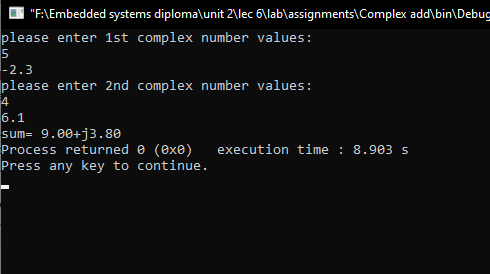 "F:\Embedded systems diploma\unit 2\lec 6\lab\assignments\Complex add\bin\Debug
please enter 1st complex number values:
5
-2.3
please enter 2nd complex number values:
4
6.1
sum= 9.00+j3.80
Process returned 0 (0x0)   execution time : 8.903 s
Press any key to continue.